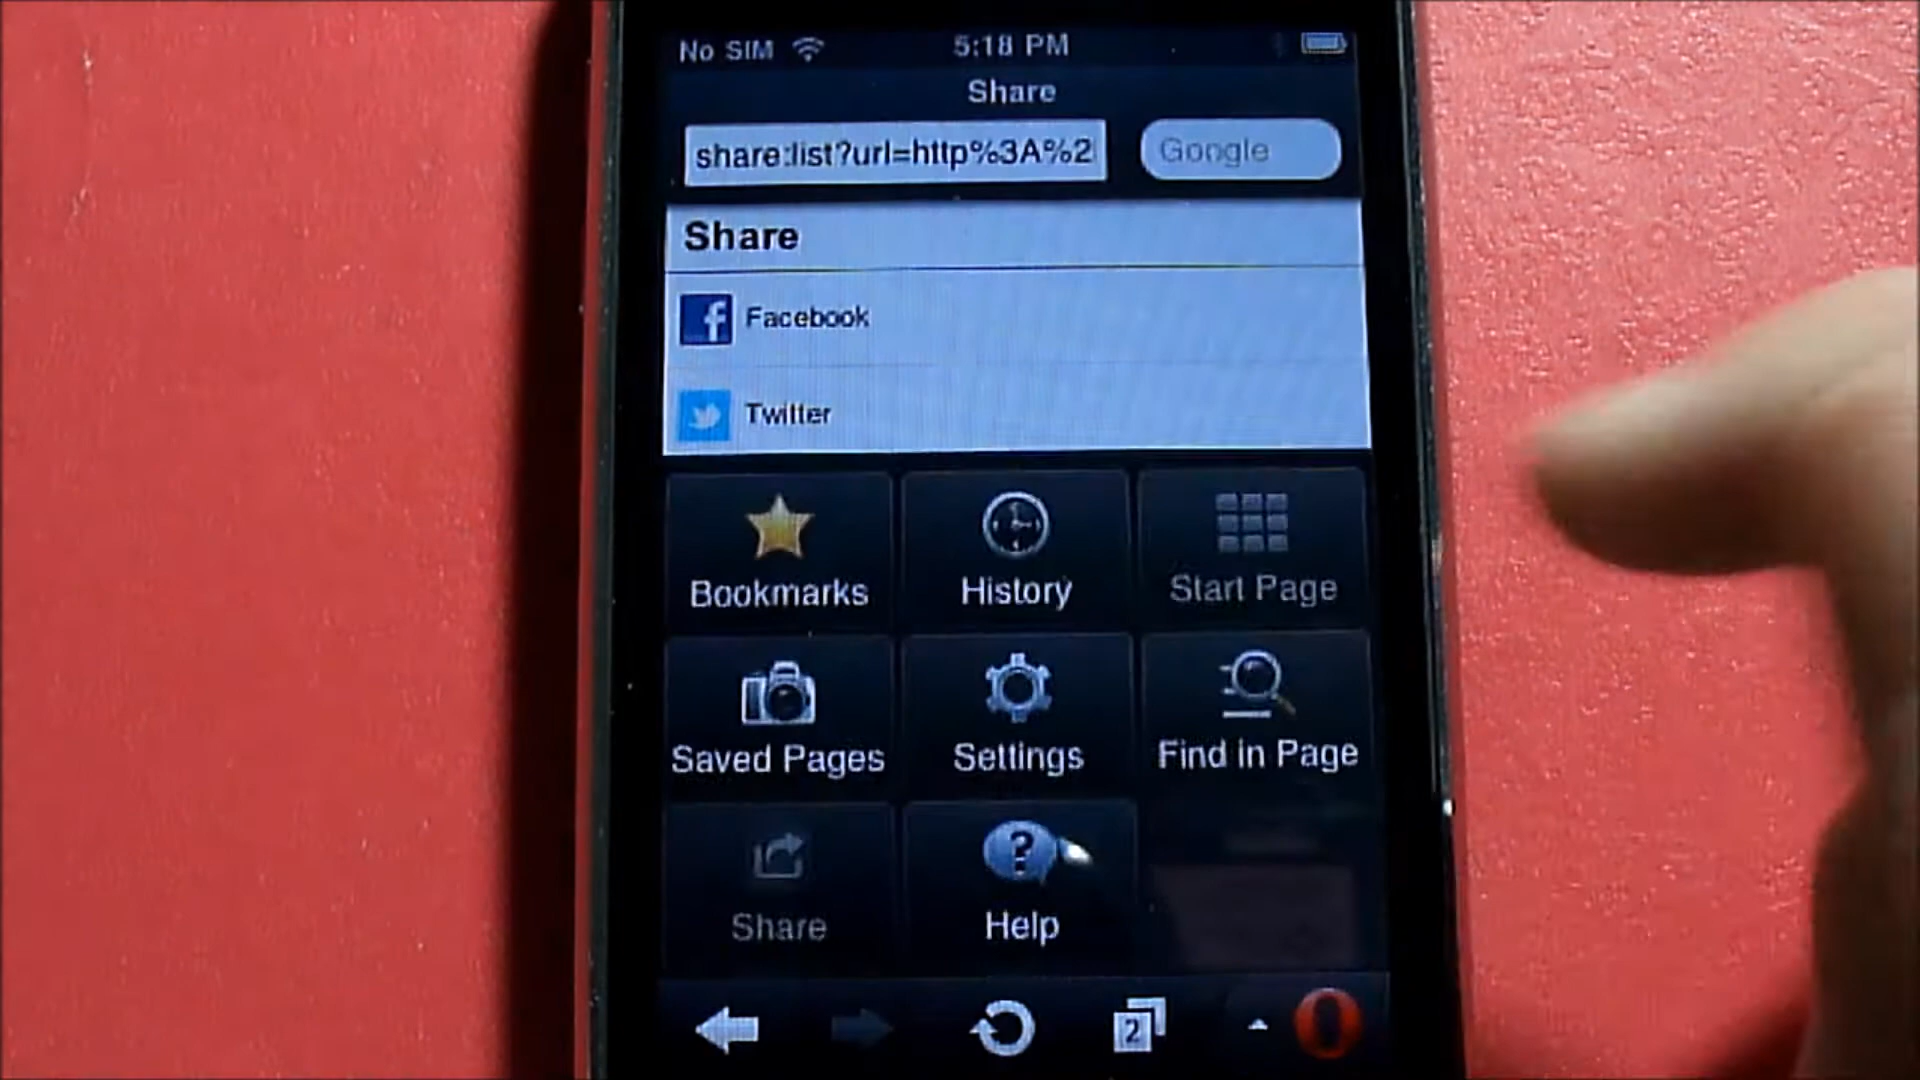 No SIM 5:18 PM
Share
share:list?url=http%3A%2
Google
Share
Facebook
Twitter
Bookmarks History Start Page
Saved Pages Settings Find in Page
Share Help
2